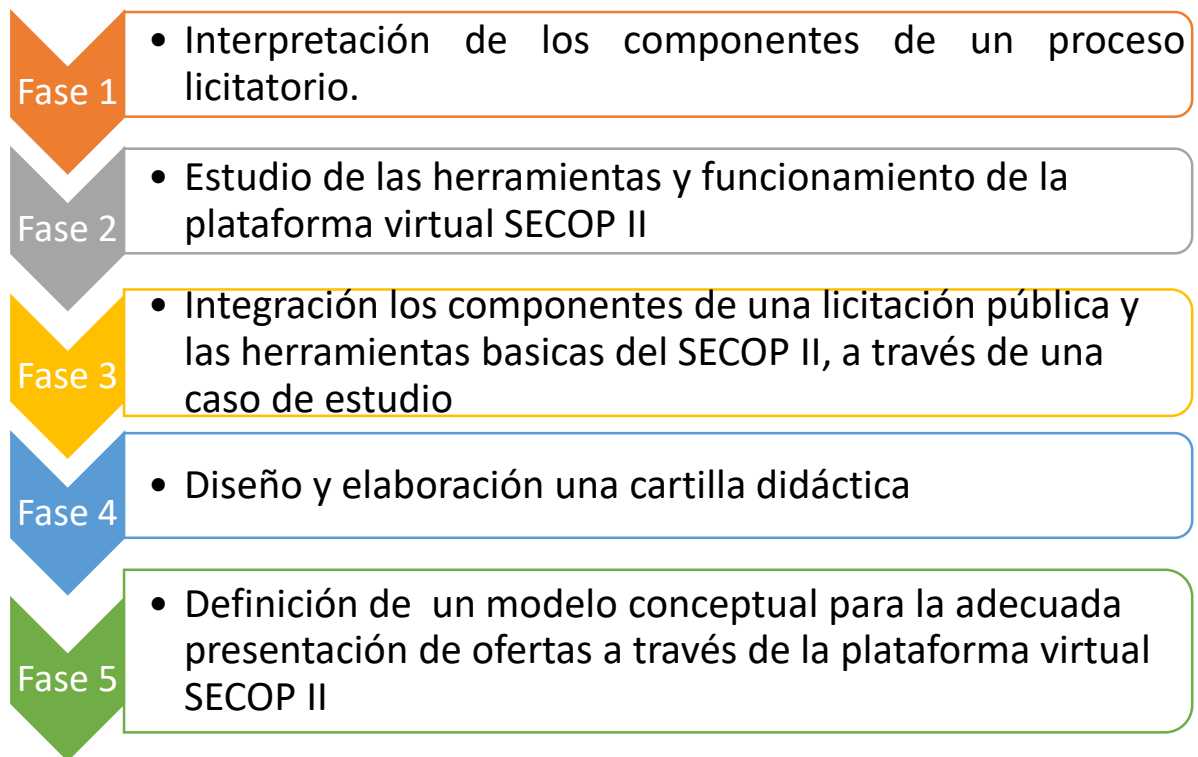 Fase 1
• Interpretación de los componentes de un proceso
licitatorio.
Fase 2
• Estudio de las herramientas y funcionamiento de la
plataforma virtual SECOP II
Fase 3
• Integración los componentes de una licitación pública y
las herramientas basicas del SECOP II, a través de una
caso de estudio
Fase 4
• Diseño y elaboración una cartilla didáctica
Fase 5
• Definición de  un modelo conceptual para la adecuada
presentación de ofertas a través de la plataforma virtual
SECOP II